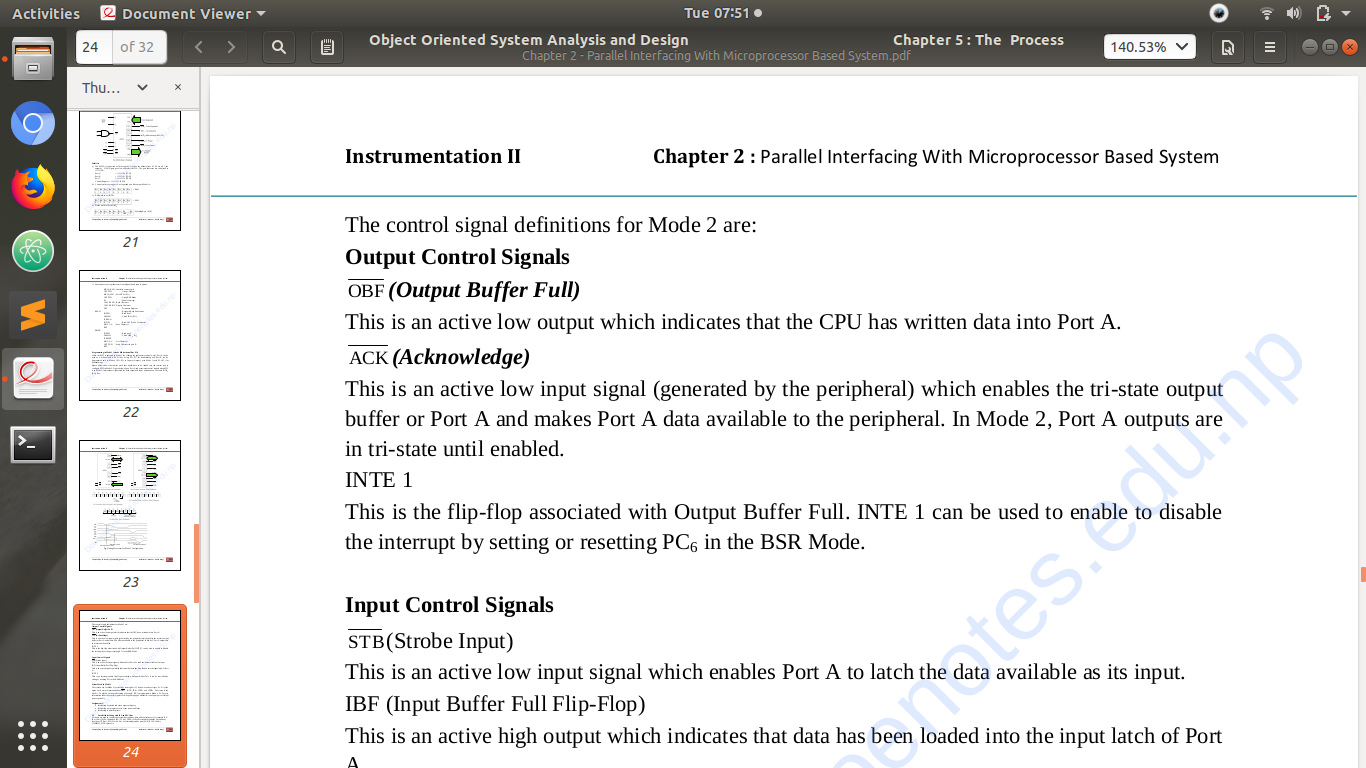 Activities
Document Viewer
Tue 07:51
24 of 32
Object Oriented System Analysis and Design Chapter 5 : The Process
Chapter 2 - Parallel Interfacing With Microprocessor Based System.pdf
140.53%
Thu…
21
22
23
24
Instrumentation II Chapter 2 : Parallel Interfacing With Microprocessor Based System
The control signal definitions for Mode 2 are:
Output Control Signals
OBF (Output Buffer Full)
This is an active low output which indicates that the CPU has written data into Port A.
ACK (Acknowledge)
This is an active low input signal (generated by the peripheral) which enables the tri-state output
buffer or Port A and makes Port A data available to the peripheral. In Mode 2, Port A outputs are
in tri-state until enabled.
INTE 1
This is the flip-flop associated with Output Buffer Full. INTE 1 can be used to enable to disable
the interrupt by setting or resetting PC6 in the BSR Mode.
Input Control Signals
STB (Strobe Input)
This is an active low input signal which enables Port A to latch the data available as its input.
IBF (Input Buffer Full Flip-Flop)
This is an active high output which indicates that data has been loaded into the input latch of Port
A
enotes.edu.np